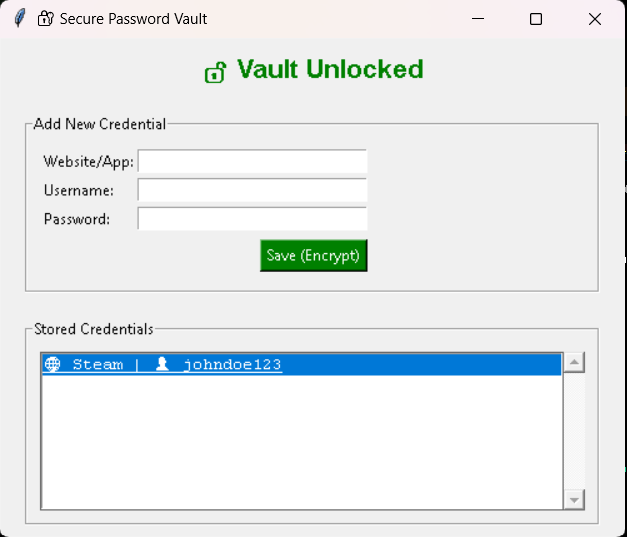 Secure Password Vault
Vault Unlocked
Add New Credential
Website/App:
Username:
Password:
Save (Encrypt)
Stored Credentials
Steam | johndoe123